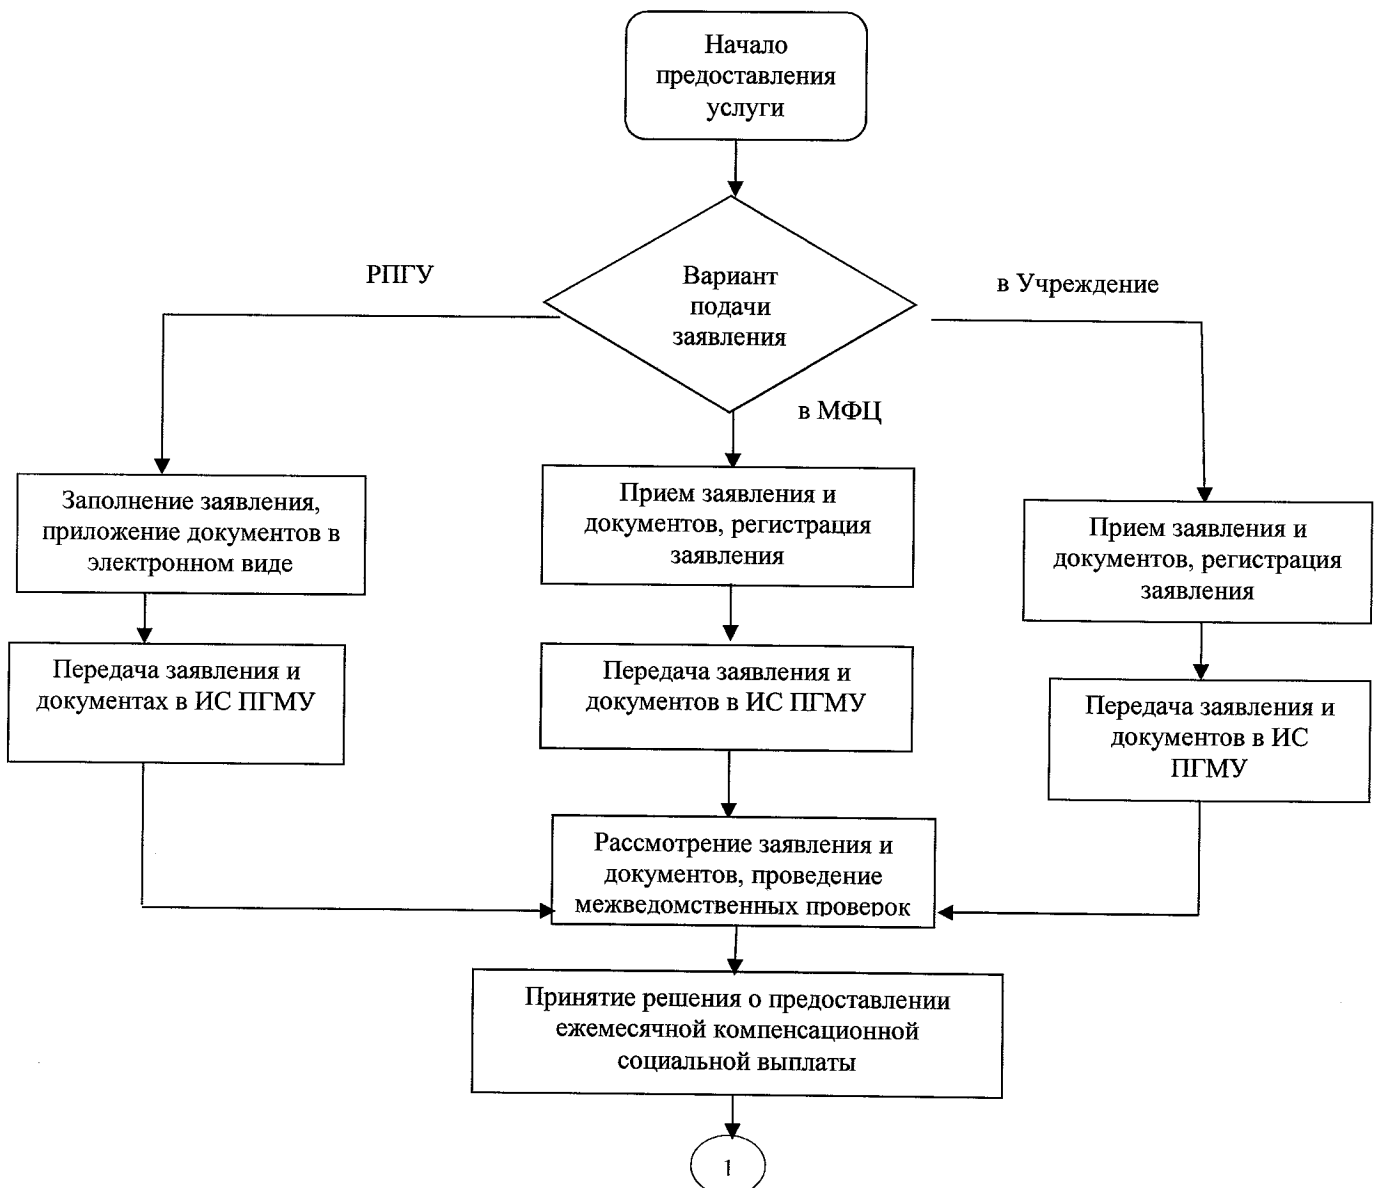 Начало
предоставления
услуги
РПГУ
Вариант
подачи
заявления
в Учреждение
в МФЦ
Заполнение заявления,
приложение документов в
электронном виде
Прием заявления и
документов, регистрация
заявления
Прием заявления и
документов, регистрация
заявления
Передача заявления и
документах в ИС ПГМУ
Передача заявления и
документов в ИС ПГМУ
Передача заявления и
документов в ИС
ПГМУ
Рассмотрение заявления и
документов, проведение
межведомственных проверок
Принятие решения о предоставлении
ежемесячной компенсационной
социальной выплаты
1